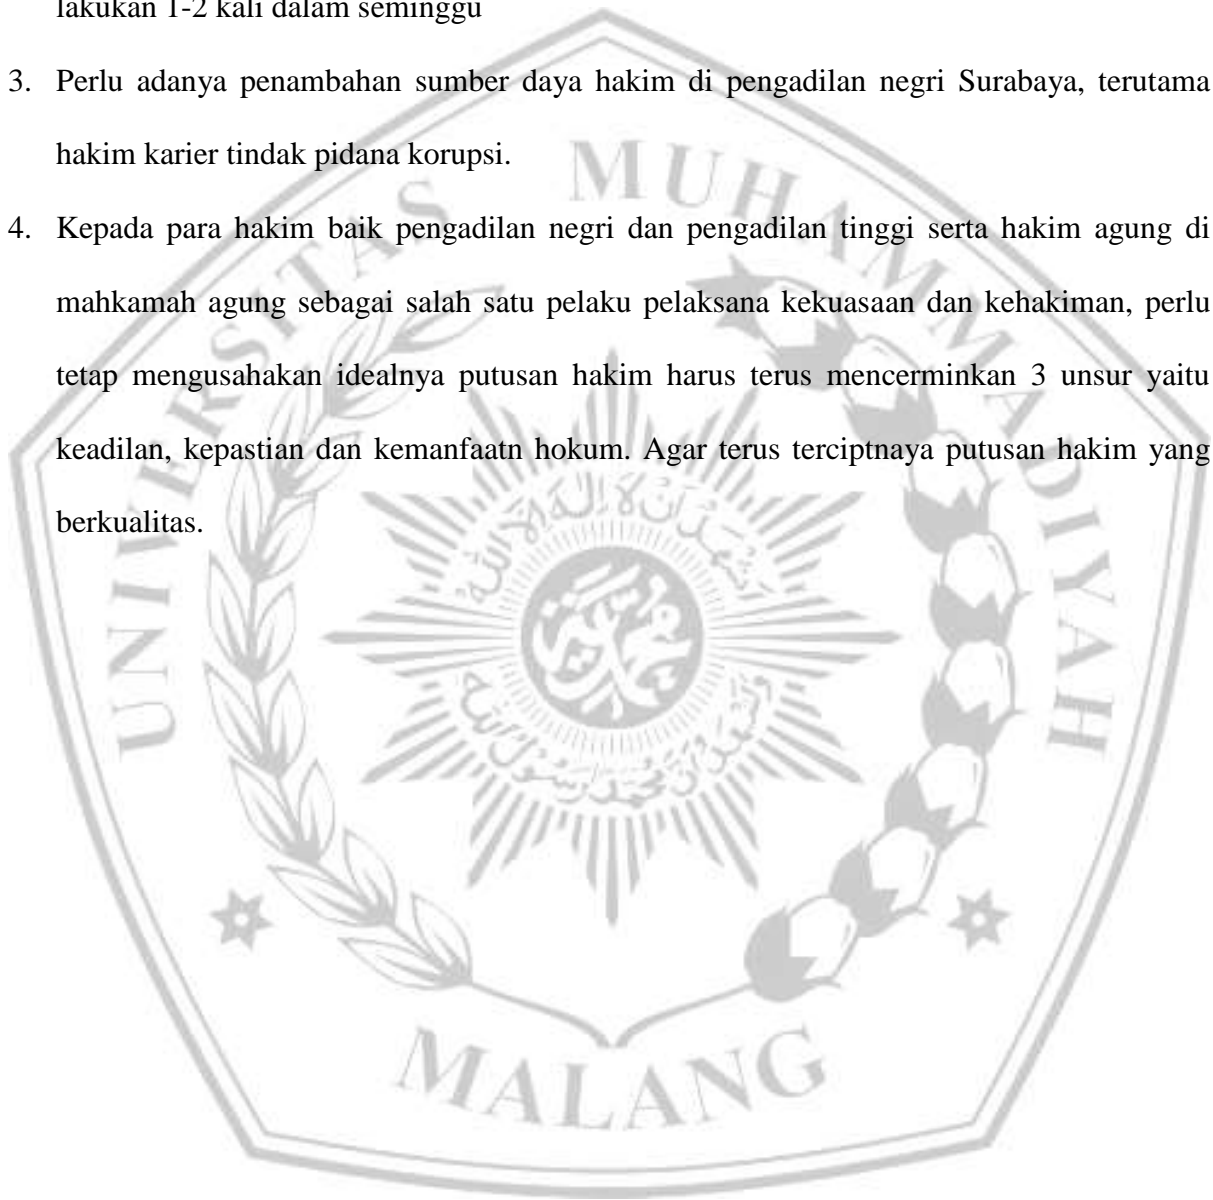 lakukan 1-2 kali dalam seminggu
3. Perlu adanya penambahan sumber daya hakim di pengadilan negri Surabaya, terutama
hakim karier tindak pidana korupsi.
4. Kepada para hakim baik pengadilan negri dan pengadilan tinggi serta hakim agung di
mahkamah agung sebagai salah satu pelaku pelaksana kekuasaan dan kehakiman, perlu
tetap mengusahakan idealnya putusan hakim harus terus mencerminkan 3 unsur yaitu
keadilan, kepastian dan kemanfaatn hokum. Agar terus terciptnaya putusan hakim yang
berkualitas.
UNIVERSITAS MUHAMMADIYAH
MALANG